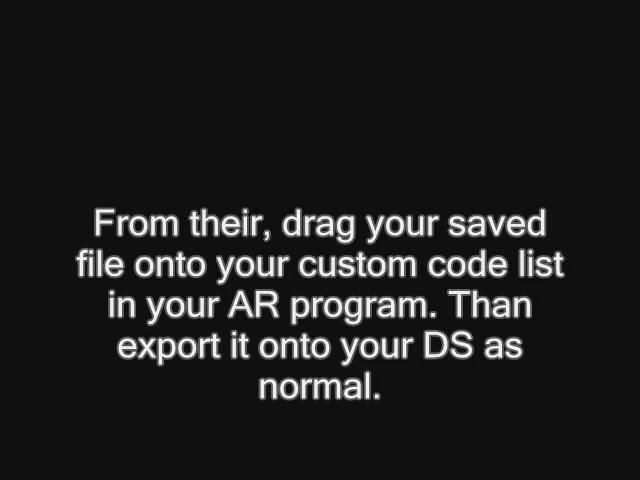 From their, drag your saved
file onto your custom code list
in your AR program. Than
export it onto your DS as
normal.